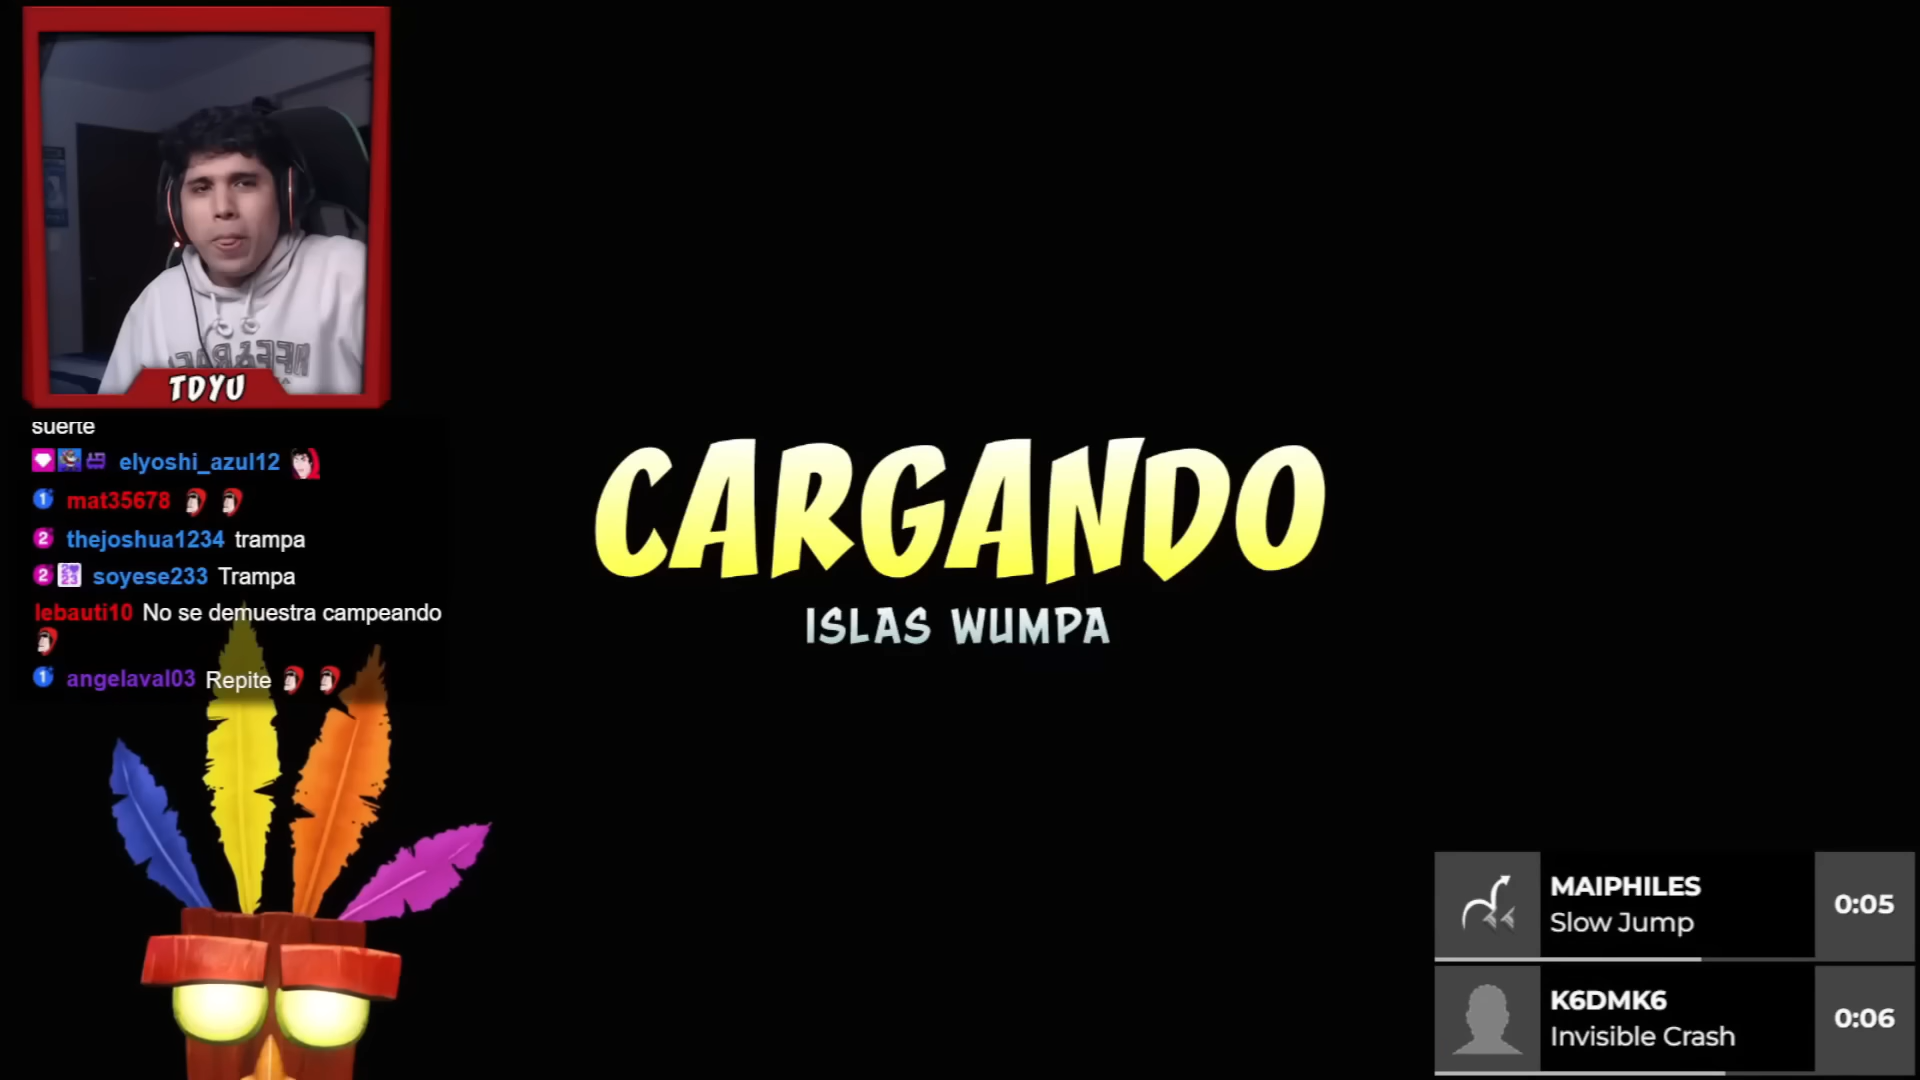 TDYU
suerte
elyoshi_azul12
mat35678
thejoshua1234 trampa
soyese233 Trampa
lebauti10 No se demuestra campeando
angelaval03 Repite
CARGANDO
ISLAS WUMPA
MAIPHILES
Slow Jump
0:05
K6DMK6
Invisible Crash
0:06